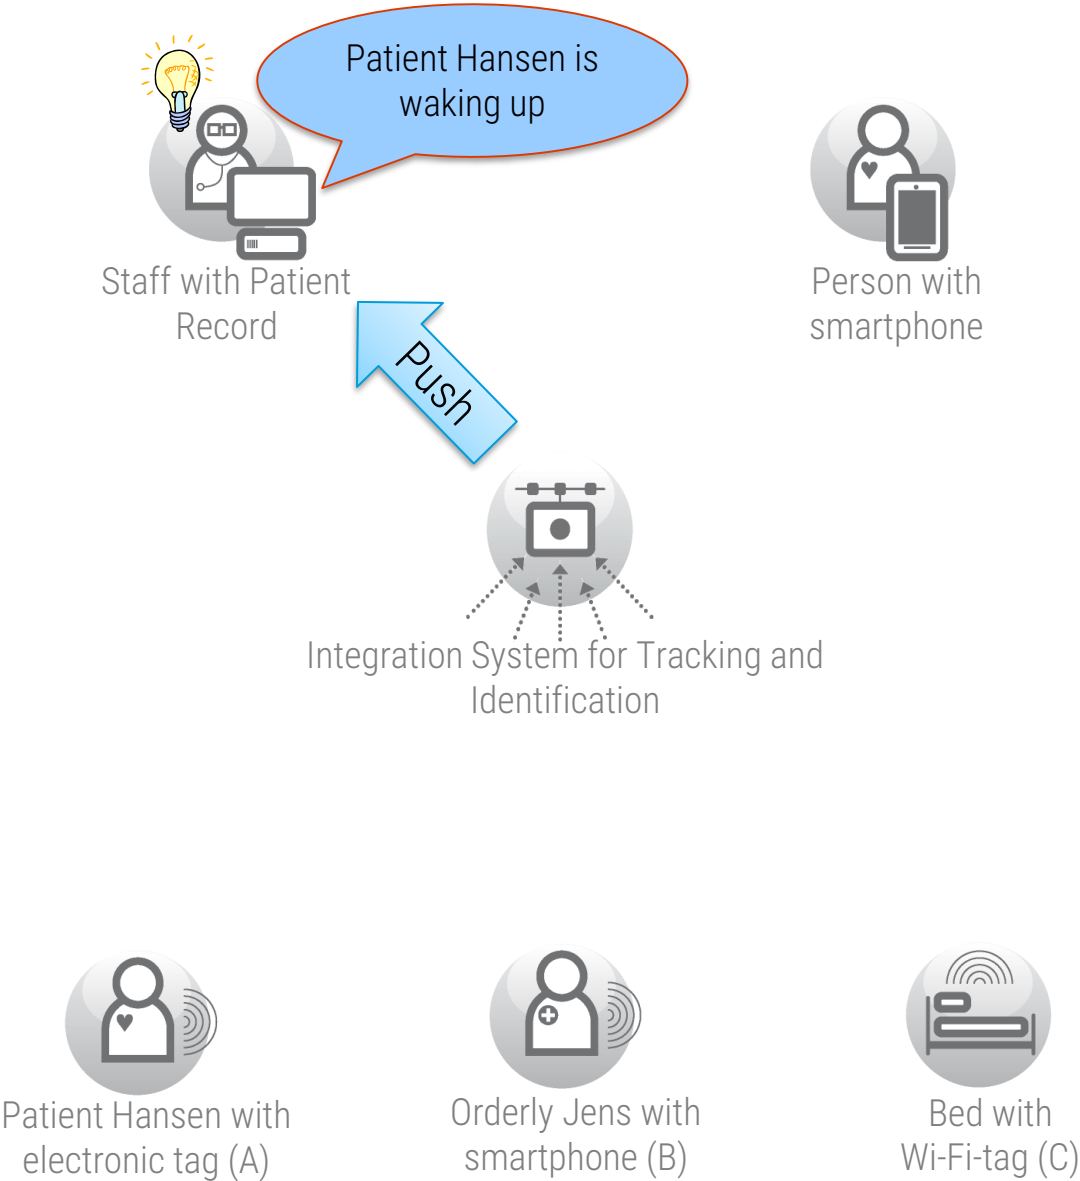 Patient Hansen is
waking up
Staff with Patient
Record
Person with
smartphone
Push
Integration System for Tracking and
Identification
Patient Hansen with
electronic tag (A)
Orderly Jens with
smartphone (B)
Bed with
Wi-Fi-tag (C)